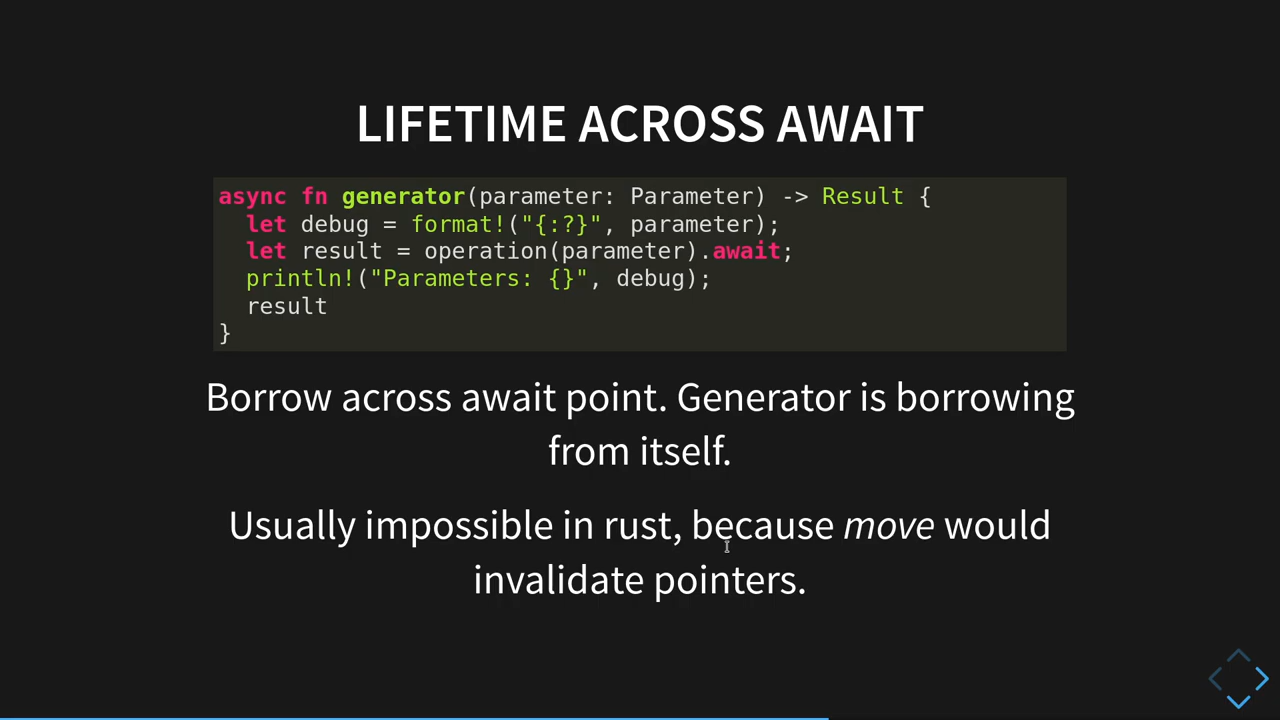 LIFETIME ACROSS AWAIT
async fn generator(parameter: Parameter) -> Result {
  let debug = format!("{:?}", parameter);
  let result = operation(parameter).await;
  println!("Parameters: {}", debug);
  result
}
Borrow across await point. Generator is borrowing
from itself.
Usually impossible in rust, because move would
invalidate pointers.